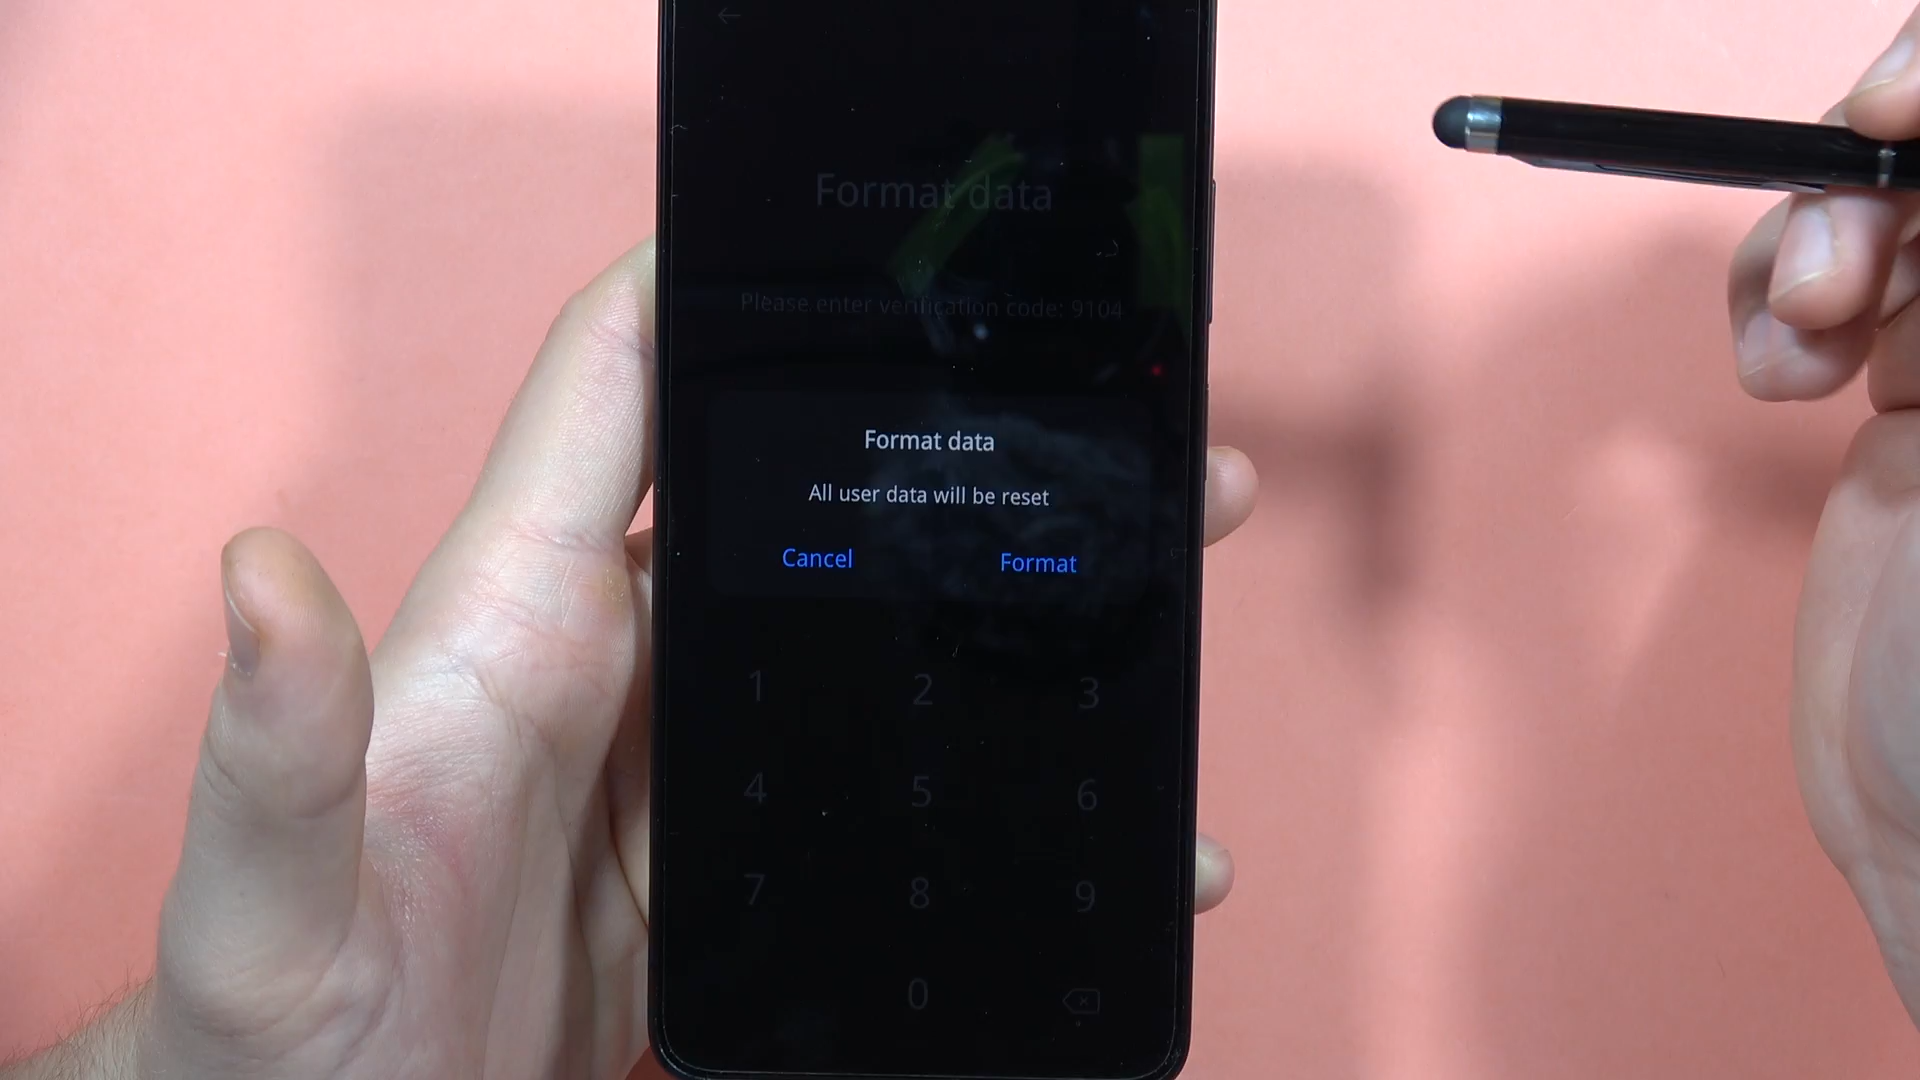 Format data
Please enter verification code: 9104
Format data
All user data will be reset
Cancel Format
1 2 3
4 5 6
7 8 9
0